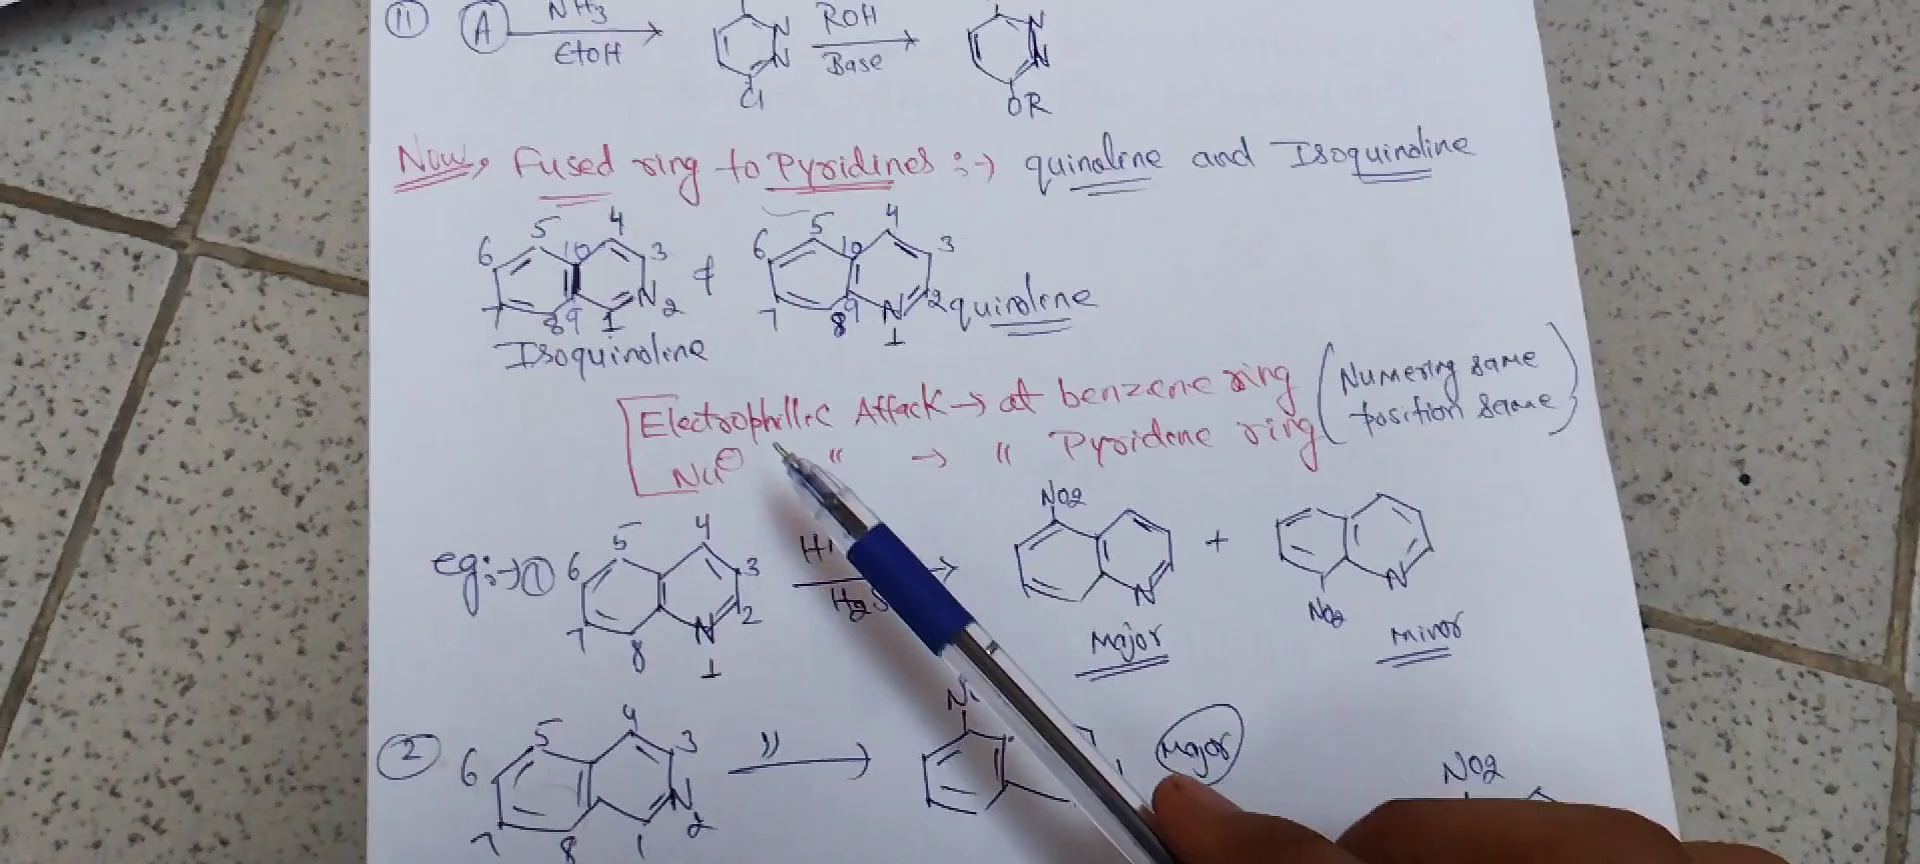 11 A NH3 EtOH N N Cl ROH Base N N OR
Now, Fused ring to Pyridines :→ quinoline and Isoquinoline
5 4 6 10 3 N 2 7 8 9 1 & 5 4 6 10 3 7 8 9 N 2 1 quinolene
Isoquinoline
Electrophilic Attack → at benzene ring (Numering same
Nu⊖ " → " Pyridene ring position same)
eg:→ ① 6 5 4 3 2 7 8 N 1 NO2 N + N NO2
Major Minor
② 6 5 4 3 N 2 7 8 1 " → Major NO2